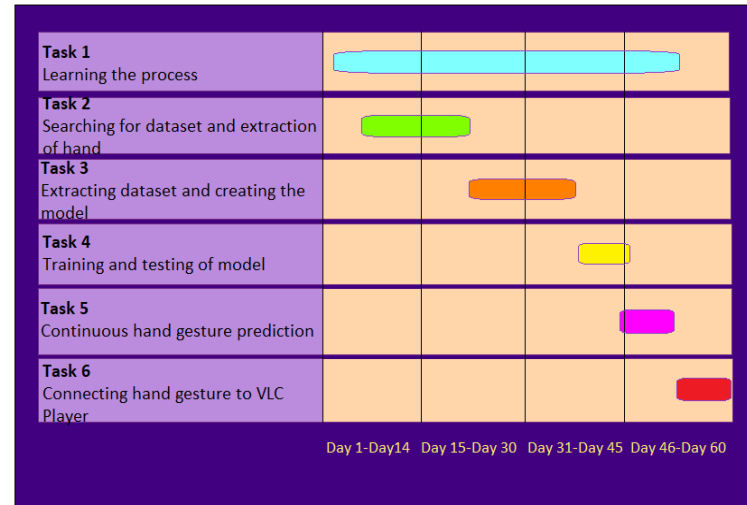 Task 1
Learning the process
Task 2
Searching for dataset and extraction
of hand
Task 3
Extracting dataset and creating the
model
Task 4
Training and testing of model
Task 5
Continuous hand gesture prediction
Task 6
Connecting hand gesture to VLC
Player
Day 1-Day14 Day 15-Day 30 Day 31-Day 45 Day 46-Day 60